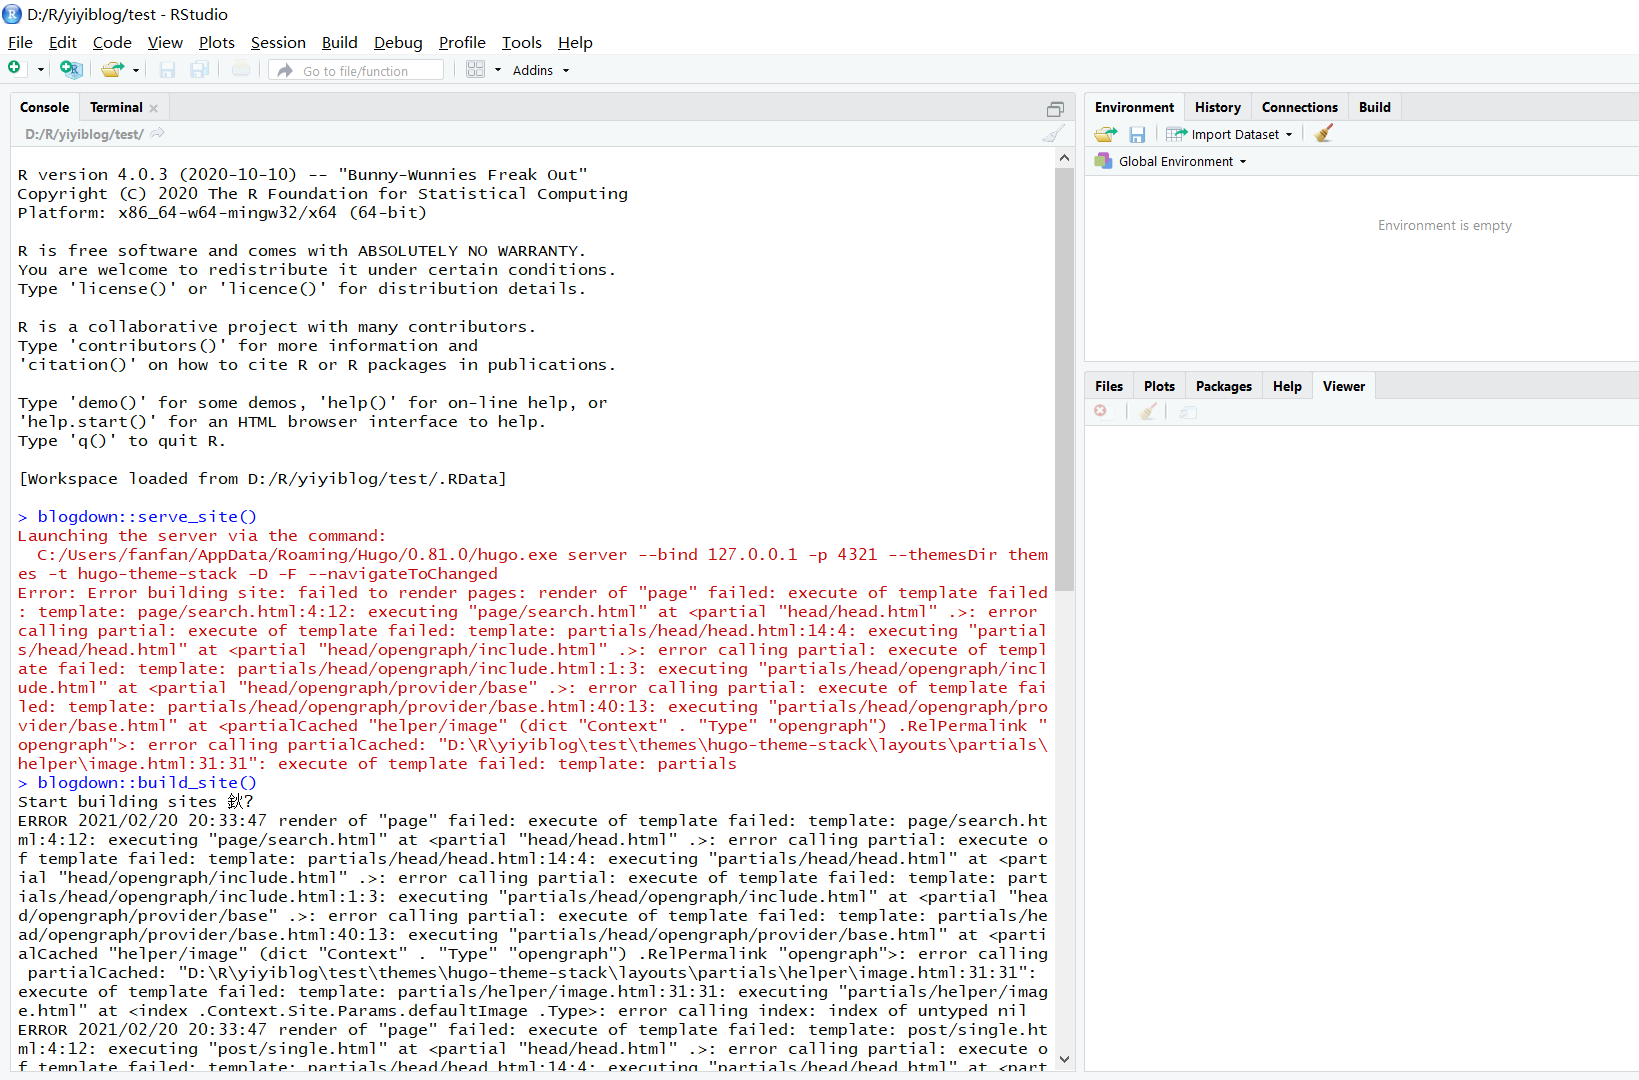 D:/R/yiyiblog/test - RStudio
File Edit Code View Plots Session Build Debug Profile Tools Help
Go to file/function Addins
Console Terminal
D:/R/yiyiblog/test/
R version 4.0.3 (2020-10-10) -- "Bunny-Wunnies Freak Out"
Copyright (C) 2020 The R Foundation for Statistical Computing
Platform: x86_64-w64-mingw32/x64 (64-bit)
R is free software and comes with ABSOLUTELY NO WARRANTY.
You are welcome to redistribute it under certain conditions.
Type 'license()' or 'licence()' for distribution details.
R is a collaborative project with many contributors.
Type 'contributors()' for more information and
'citation()' on how to cite R or R packages in publications.
Type 'demo()' for some demos, 'help()' for on-line help, or
'help.start()' for an HTML browser interface to help.
Type 'q()' to quit R.
[Workspace loaded from D:/R/yiyiblog/test/.RData]
> blogdown::serve_site()
Launching the server via the command:
C:/Users/fanfan/AppData/Roaming/Hugo/0.81.0/hugo.exe server --bind 127.0.0.1 -p 4321 --themesDir them
es -t hugo-theme-stack -D -F --navigateToChanged
Error: Error building site: failed to render pages: render of "page" failed: execute of template failed
: template: page/search.html:4:12: executing "page/search.html" at <partial "head/head.html" .>: error
calling partial: execute of template failed: template: partials/head/head.html:14:4: executing "partial
s/head/head.html" at <partial "head/opengraph/include.html" .>: error calling partial: execute of templ
ate failed: template: partials/head/opengraph/include.html:1:3: executing "partials/head/opengraph/incl
ude.html" at <partial "head/opengraph/provider/base" .>: error calling partial: execute of template fai
led: template: partials/head/opengraph/provider/base.html:40:13: executing "partials/head/opengraph/pro
vider/base.html" at <partialCached "helper/image" (dict "Context" . "Type" "opengraph") .RelPermalink "
opengraph">: error calling partialCached: "D:\R\yiyiblog\test\themes\hugo-theme-stack\layouts\partials\
helper\image.html:31:31": execute of template failed: template: partials
> blogdown::build_site()
Start building sites 鈥?
ERROR 2021/02/20 20:33:47 render of "page" failed: execute of template failed: template: page/search.ht
ml:4:12: executing "page/search.html" at <partial "head/head.html" .>: error calling partial: execute o
f template failed: template: partials/head/head.html:14:4: executing "partials/head/head.html" at <part
ial "head/opengraph/include.html" .>: error calling partial: execute of template failed: template: part
ials/head/opengraph/include.html:1:3: executing "partials/head/opengraph/include.html" at <partial "hea
d/opengraph/provider/base" .>: error calling partial: execute of template failed: template: partials/he
ad/opengraph/provider/base.html:40:13: executing "partials/head/opengraph/provider/base.html" at <parti
alCached "helper/image" (dict "Context" . "Type" "opengraph") .RelPermalink "opengraph">: error calling
partialCached: "D:\R\yiyiblog\test\themes\hugo-theme-stack\layouts\partials\helper\image.html:31:31":
execute of template failed: template: partials/helper/image.html:31:31: executing "partials/helper/imag
e.html" at <index .Context.Site.Params.defaultImage .Type>: error calling index: index of untyped nil
ERROR 2021/02/20 20:33:47 render of "page" failed: execute of template failed: template: post/single.ht
ml:4:12: executing "post/single.html" at <partial "head/head.html" .>: error calling partial: execute o
f template failed: template: partials/head/head.html:14:4: executing "partials/head/head.html" at <part
Environment History Connections Build
Import Dataset
Global Environment
Environment is empty
Files Plots Packages Help Viewer